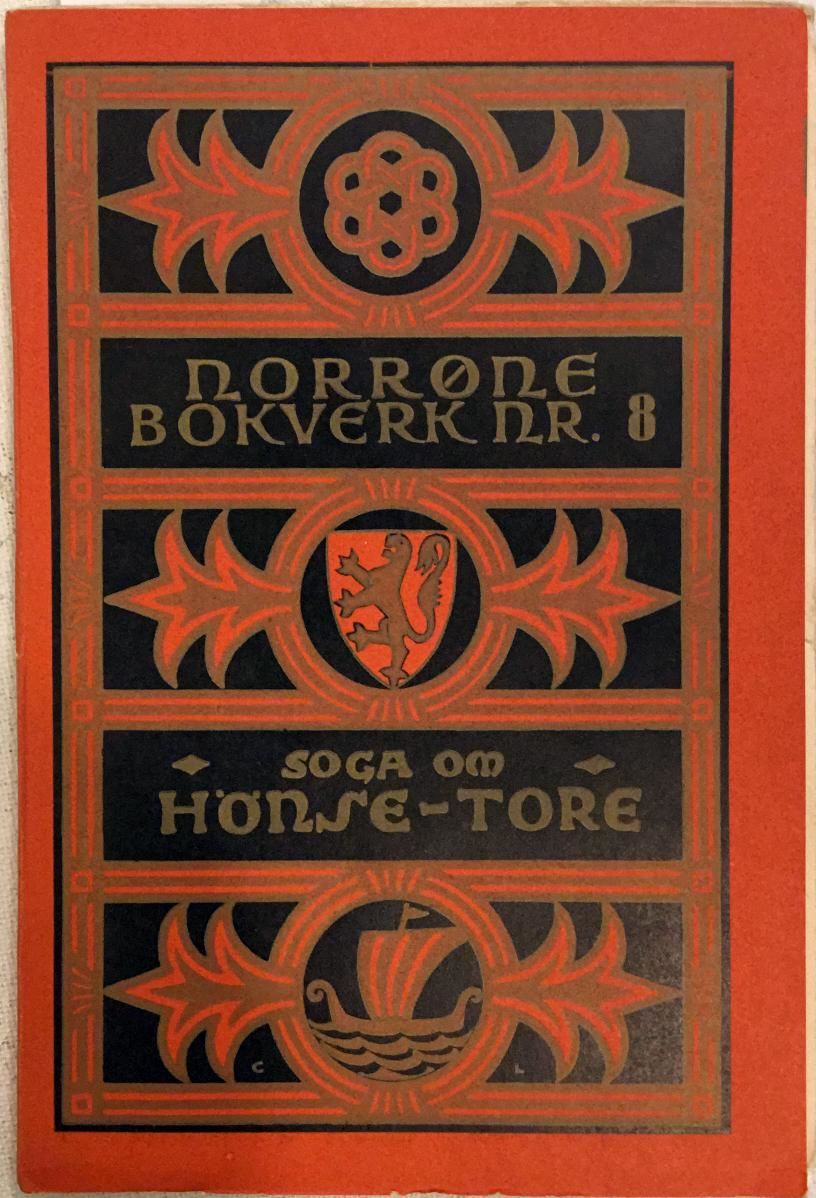 NORRØNE
BOKVERK NR. 8
SOGA OM
HÖNSE-TORE
C L